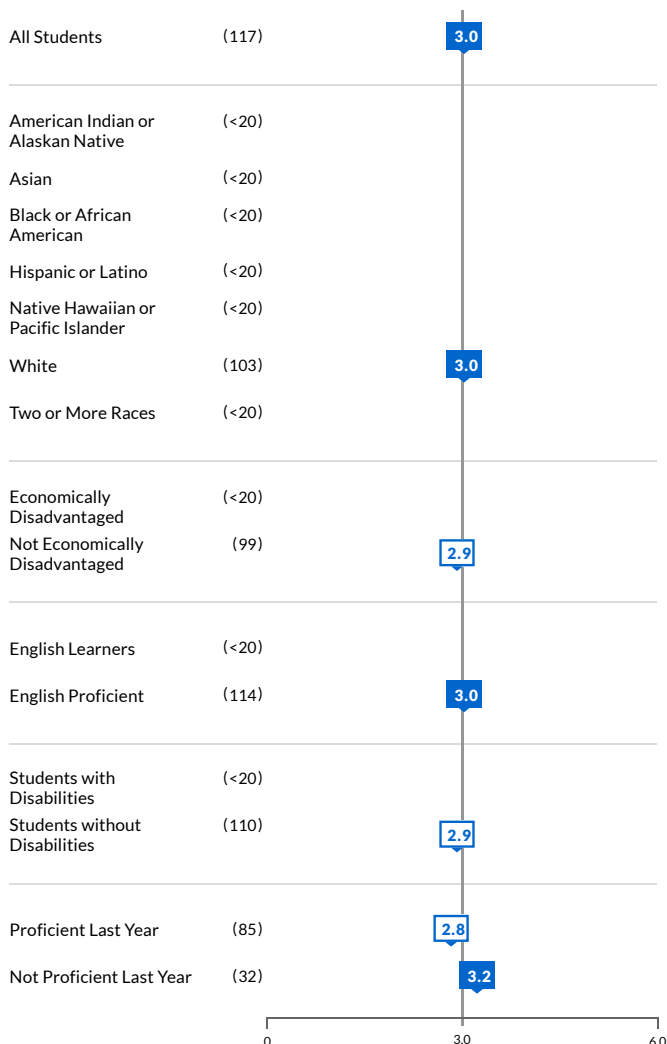 All Students (117) 3.0
American Indian or (<20)
Alaskan Native
Asian (<20)
Black or African (<20)
American
Hispanic or Latino (<20)
Native Hawaiian or (<20)
Pacific Islander
White (103) 3.0
Two or More Races (<20)
Economically (<20)
Disadvantaged
Not Economically (99) 2.9
Disadvantaged
English Learners (<20)
English Proficient (114) 3.0
Students with (<20)
Disabilities
Students without (110) 2.9
Disabilities
Proficient Last Year (85) 2.8
Not Proficient Last Year (32) 3.2
0 3.0 6.0